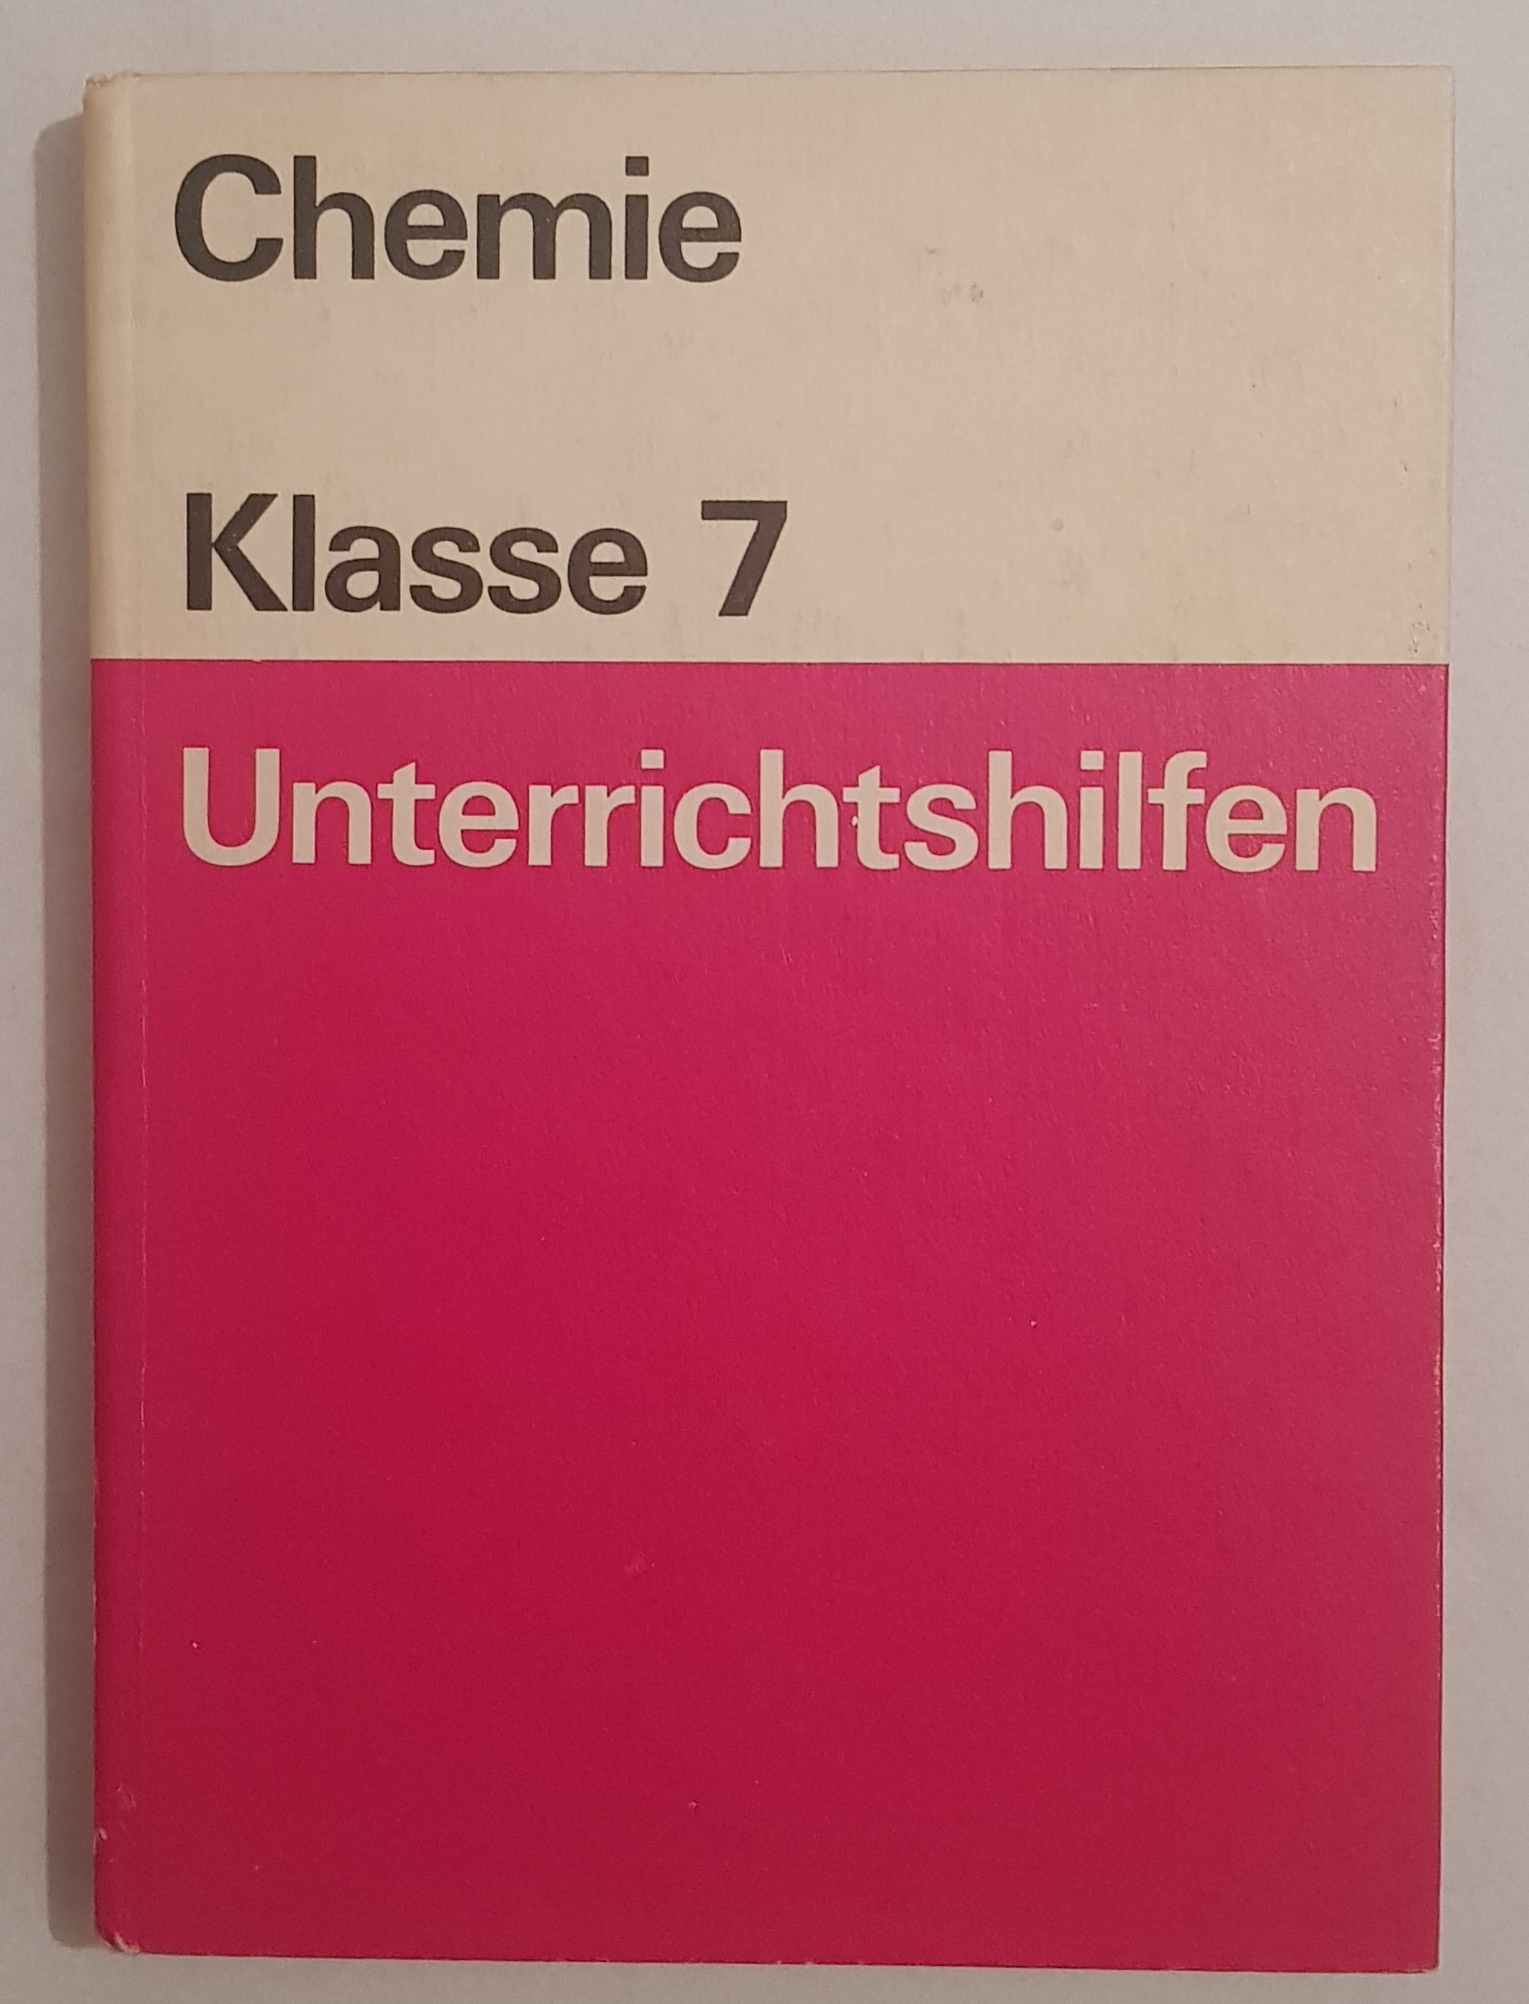 Chemie
Klasse 7
Unterrichtshilfen